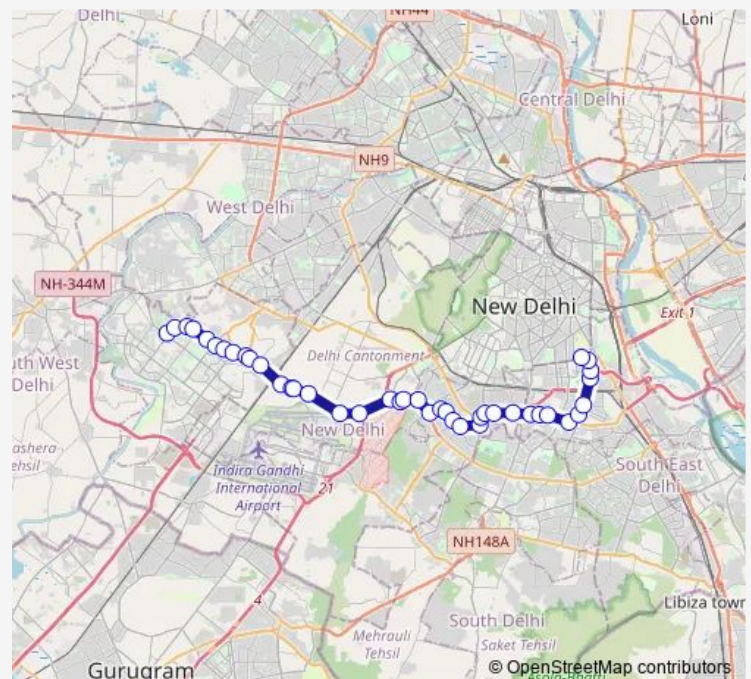 NH44
Loni
Delhi
Central Delhi
NH9
West Delhi
NH-344M
New Delhi
Exit 1
Delhi Cantonment
uth West
Delhi
New Delhi
ashera
ehsil
Indira Gandhi
International
Airport
South East
Delhi
21
NH148A
4
Libiza towr
South Delhi
Mehrauli
Tehsil
Saket Tehsil
Gurugram
© OpenStreetMap contributors